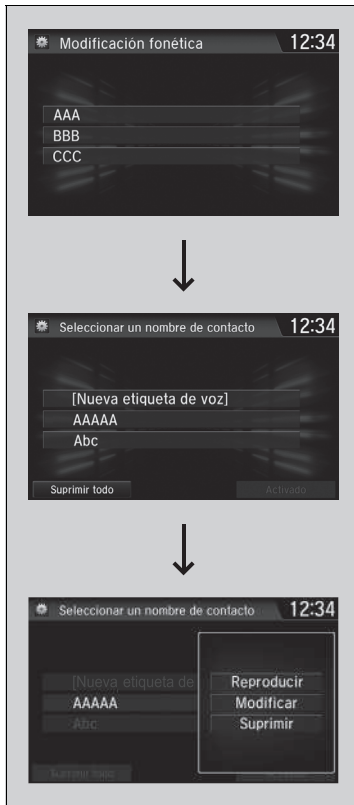 Modificación fonética 12:34
AAA
BBB
CCC
Seleccionar un nombre de contacto 12:34
[Nueva etiqueta de voz]
AAAAA
Abc
Suprimir todo Activado
Seleccionar un nombre de contacto 12:34
[Nueva etiqueta de
Reproducir
AAAAA Modificar
Abc Suprimir
Suprimir todo